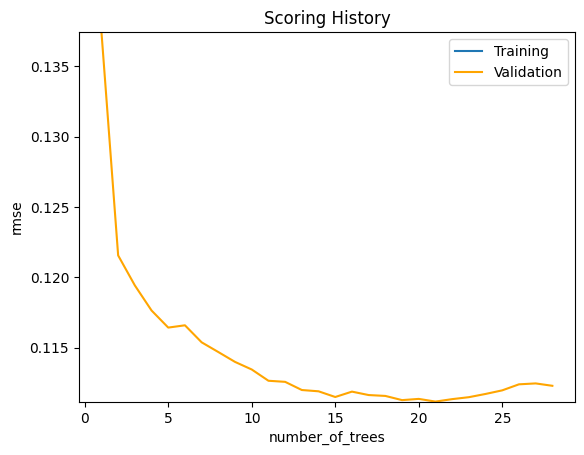 Scoring History
Training
Validation
0.135
0.130
0.125
0.120
0.115
rmse
0
5
10
15
20
25
number_of_trees